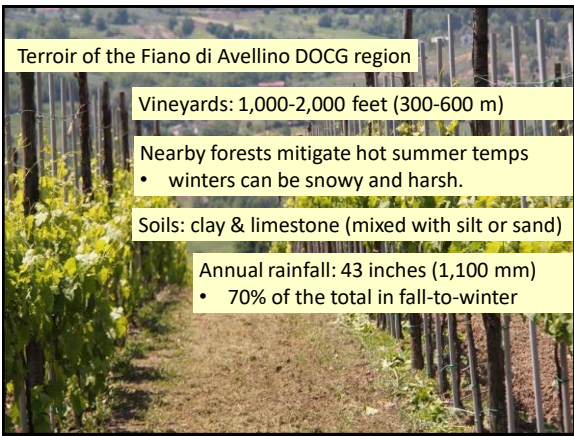 Terroir of the Fiano di Avellino DOCG region
Vineyards: 1,000-2,000 feet (300-600 m)
Nearby forests mitigate hot summer temps
• winters can be snowy and harsh.
Soils: clay & limestone (mixed with silt or sand)
Annual rainfall: 43 inches (1,100 mm)
• 70% of the total in fall-to-winter